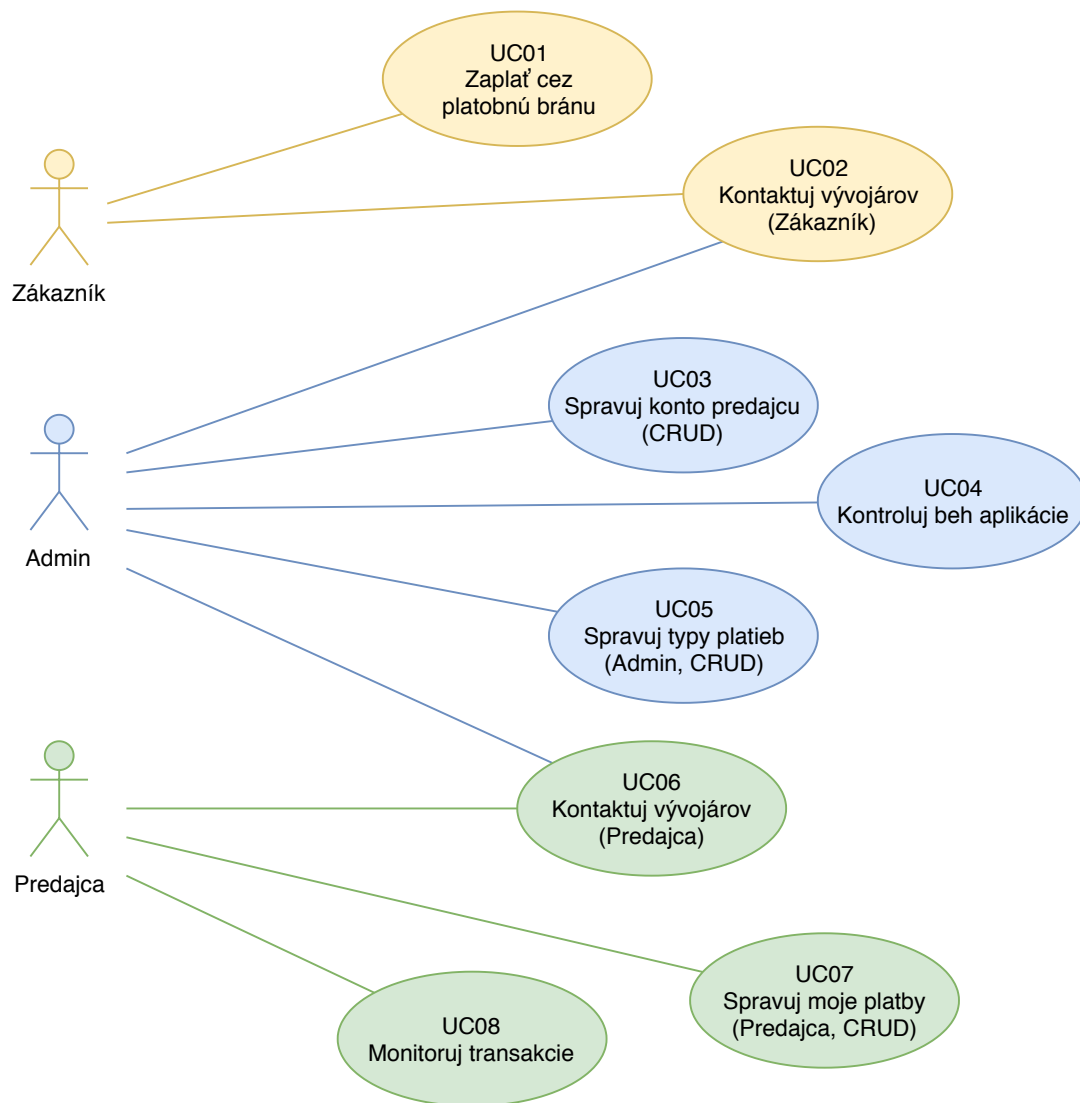 UC01
Zaplať cez
platobnú bránu
UC02
Kontaktuj vývojárov
(Zákazník)
Zákazník
UC03
Spravuj konto predajcu
(CRUD)
UC04
Kontroluj beh aplikácie
Admin
UC05
Spravuj typy platieb
(Admin, CRUD)
UC06
Kontaktuj vývojárov
(Predajca)
Predajca
UC07
Spravuj moje platby
(Predajca, CRUD)
UC08
Monitoruj transakcie